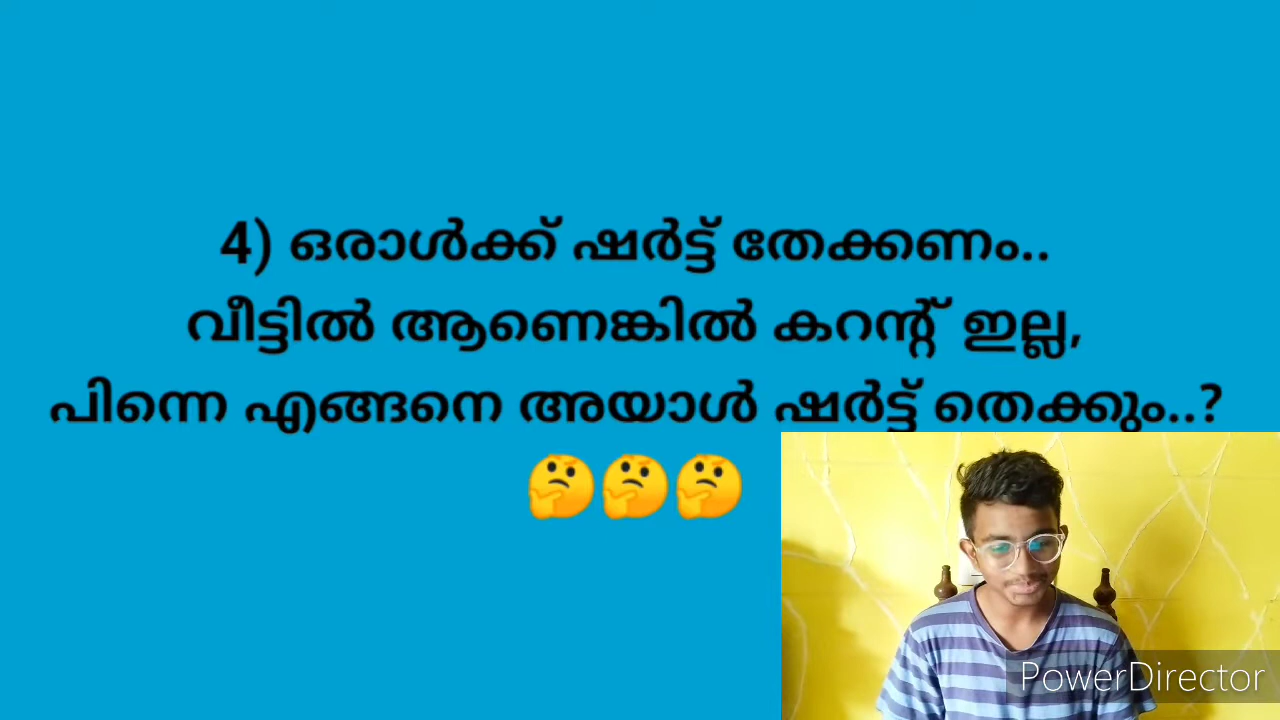 4) ഒരാൾക്ക് ഷർട്ട് തേക്കണം..
വീട്ടിൽ ആണെങ്കിൽ കറന്റ് ഇല്ല,
പിന്നെ എങ്ങനെ അയാൾ ഷർട്ട് തെക്കും..?
🤔🤔🤔
PowerDirector